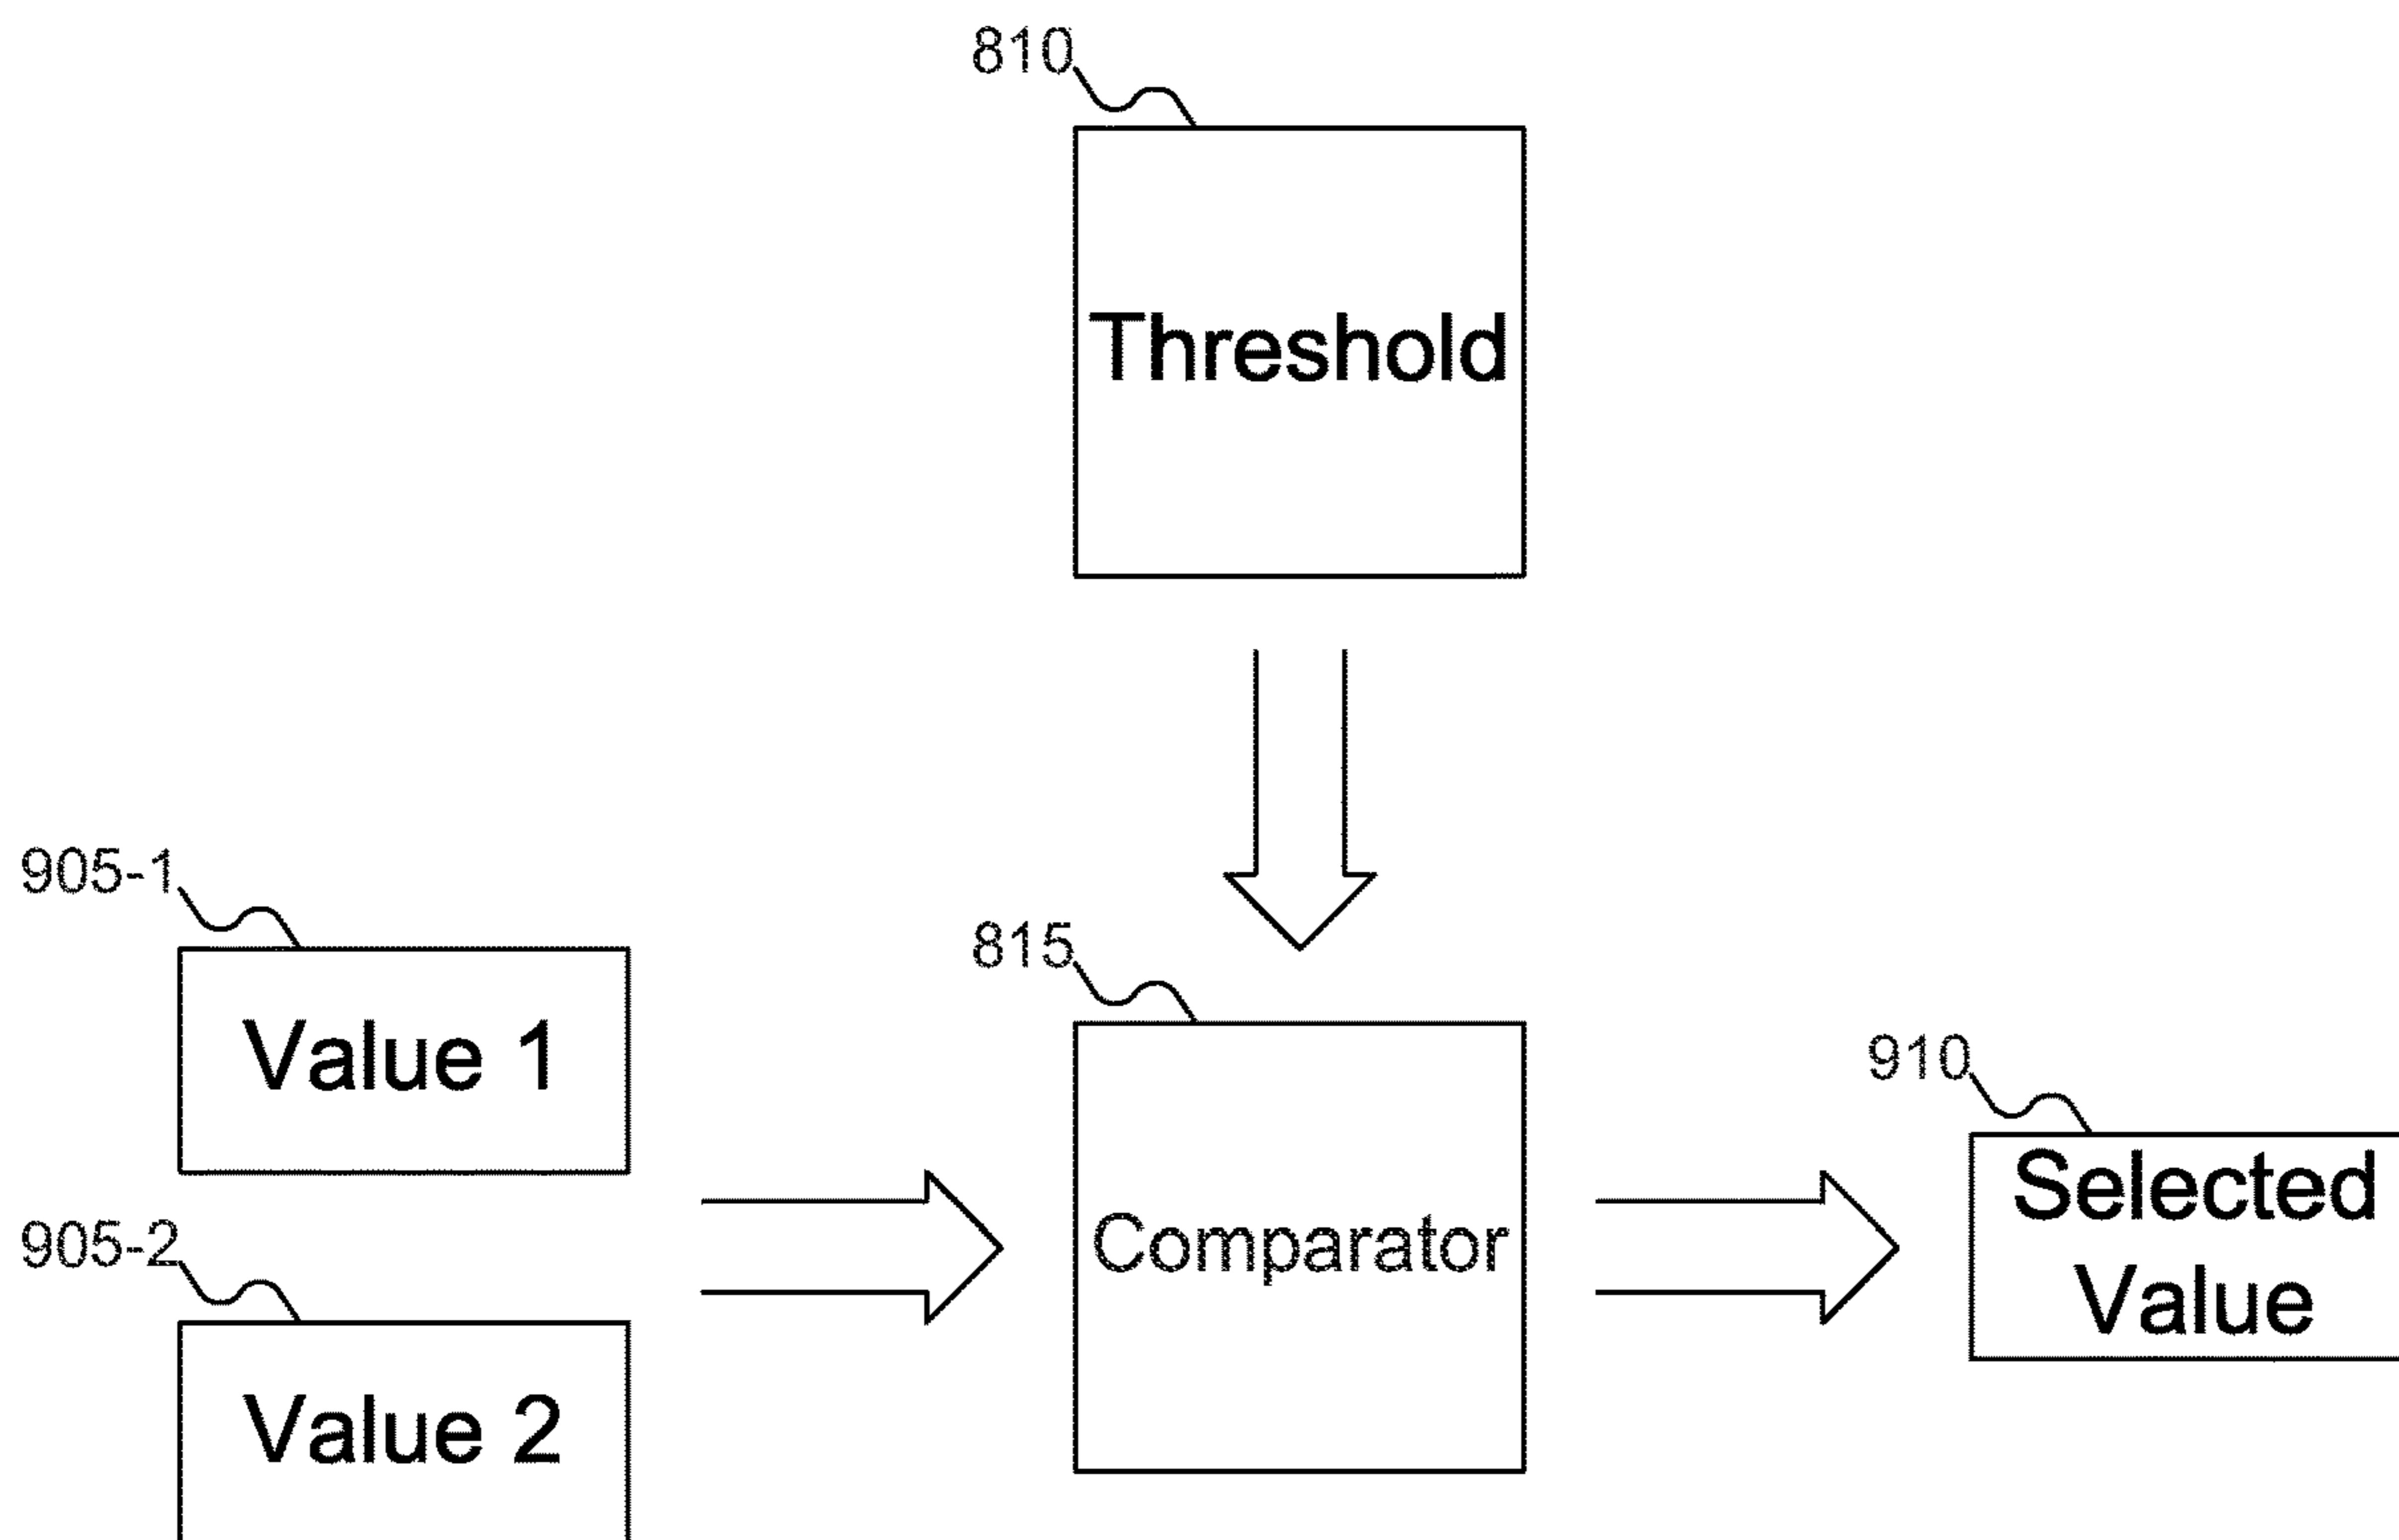 810
Threshold
905-1
Value 1
815
Comparator
910
Selected
Value
905-2
Value 2